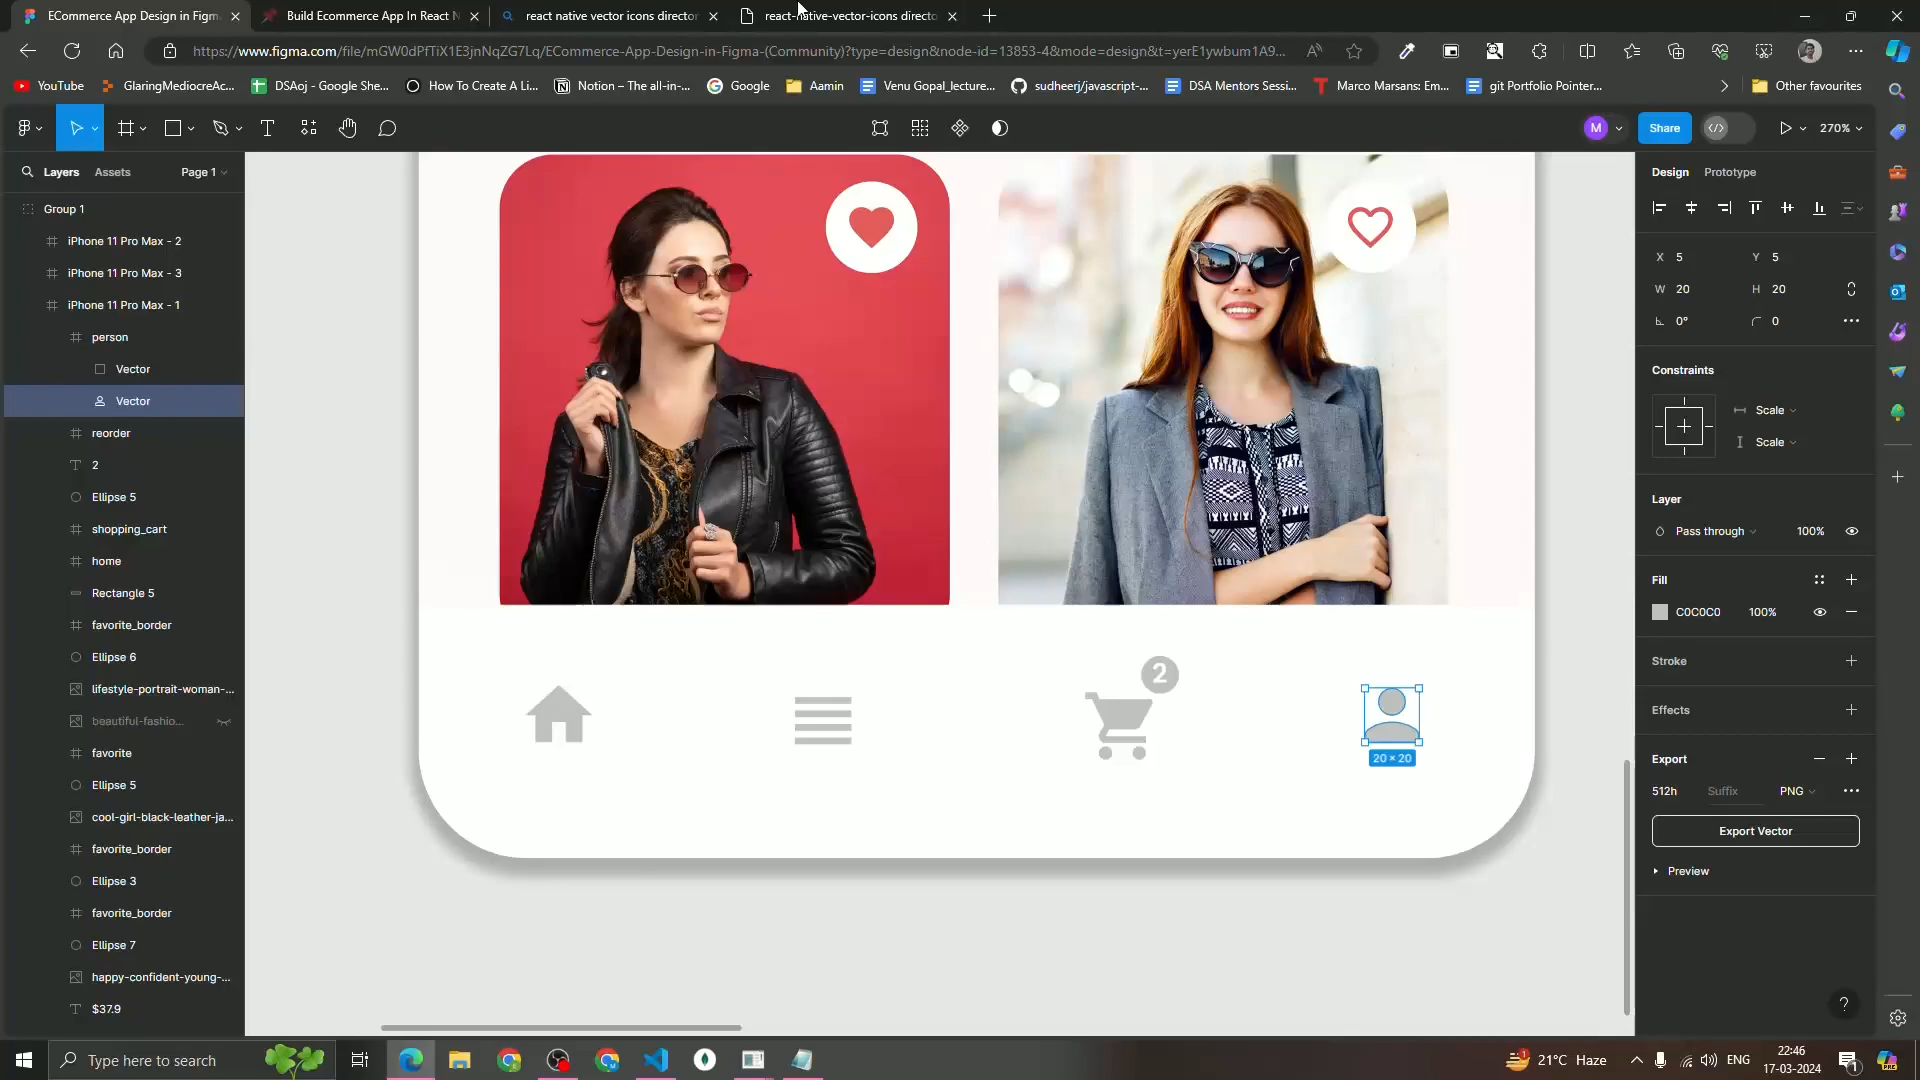 ECommerce App Design in Figm
Build Ecommerce App In React N
react native vector icons director
react-native-vector-icons directo
https://www.figma.com/file/mGW0dPfTiX1E3jnNqZG7Lq/ECommerce-App-Design-in-Figma-(Community)?type=design&node-id=13853-4&mode=design&t=yerE1ywbum1A9...
YouTube
GlaringMediocreAc...
DSAoj - Google She...
How To Create A Li...
Notion – The all-in-...
Google
Aamin
Venu Gopal_lecture...
sudheerj/javascript-...
DSA Mentors Sessi...
Marco Marsans: Em...
git Portfolio Pointer...
Other favourites
M
Share
270%
Layers Assets Page 1
Group 1
iPhone 11 Pro Max - 2
iPhone 11 Pro Max - 3
iPhone 11 Pro Max - 1
person
Vector
Vector
reorder
2
Ellipse 5
shopping_cart
home
Rectangle 5
favorite_border
Ellipse 6
lifestyle-portrait-woman-...
beautiful-fashio...
favorite
Ellipse 5
cool-girl-black-leather-ja...
favorite_border
Ellipse 3
favorite_border
Ellipse 7
happy-confident-young-...
$37.9
2
20 × 20
Design Prototype
X 5 Y 5
W 20 H 20
0° 0
Constraints
Scale
Scale
Layer
Pass through 100%
Fill
C0C0C0 100%
Stroke
Effects
Export
512h Suffix PNG
Export Vector
Preview
?
Type here to search
21°C Haze
ENG
22:46
17-03-2024
1